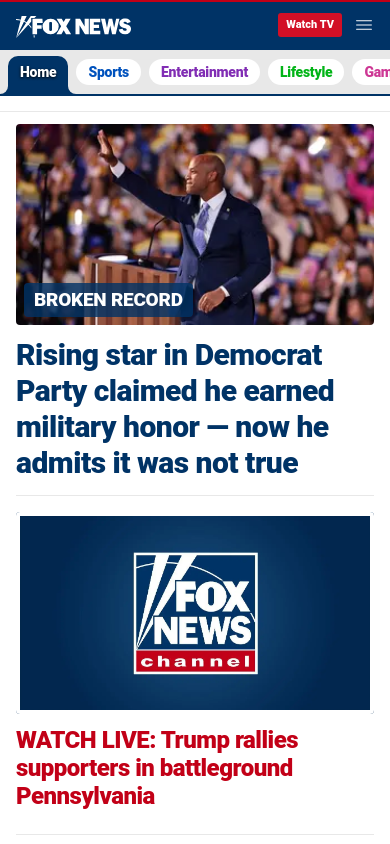 FOX NEWS
Watch TV
Home Sports Entertainment Lifestyle Gam
BROKEN RECORD
Rising star in Democrat
Party claimed he earned
military honor — now he
admits it was not true
FOX
NEWS
channel
WATCH LIVE: Trump rallies
supporters in battleground
Pennsylvania